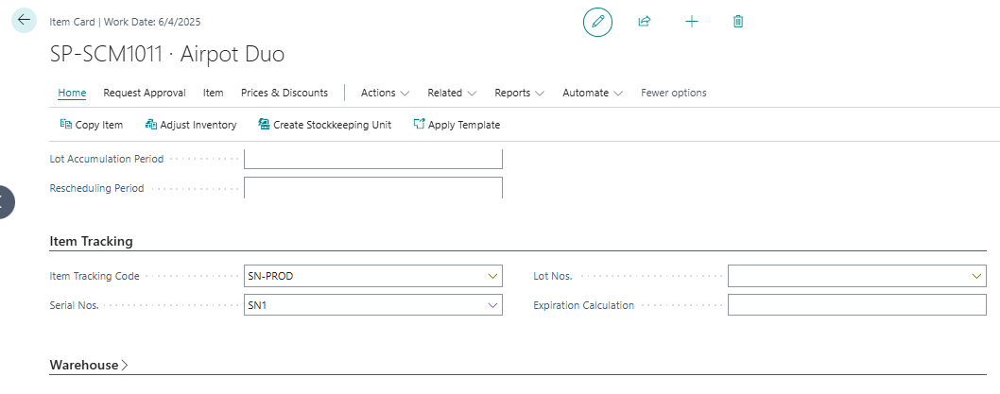 Item Card | Work Date: 6/4/2025
SP-SCM1011 · Airpot Duo
Home Request Approval Item Prices & Discounts Actions Related Reports Automate Fewer options
Copy Item Adjust Inventory Create Stockkeeping Unit Apply Template
Lot Accumulation Period
Rescheduling Period
Item Tracking
Item Tracking Code SN-PROD Lot Nos.
Serial Nos. SN1 Expiration Calculation
Warehouse